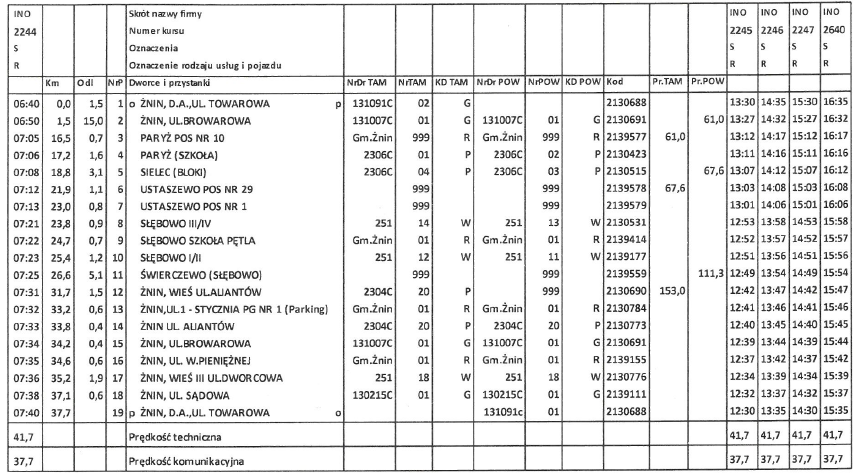 INO Skrót nazwy firmy INO INO INO INO
2244 Numer kursu 2245 2246 2247 2640
S Oznaczenia S S S S
R Oznaczenie rodzaju usług i pojazdu R R R R
Km Odl NrP Dworce i przystanki NrDr TAM NrTAM KD TAM NrDr POW NrPOW KD POW Kod Pr.TAM Pr.POW
06:40 0,0 1,5 1 o ŻNIN, D.A.,UL. TOWAROWA p 131091C 02 G 2130688 13:30 14:35 15:30 16:35
06:50 1,5 15,0 2 ŻNIN, UL.BROWAROWA 131007C 01 G 131007C 01 G 2130691 61,0 13:27 14:32 15:27 16:32
07:05 16,5 0,7 3 PARYŻ POS NR 10 Gm.Żnin 999 R Gm.Żnin 999 R 2139577 61,0 13:12 14:17 15:12 16:17
07:06 17,2 1,6 4 PARYŻ (SZKOŁA) 2306C 01 P 2306C 02 P 2130423 13:11 14:16 15:11 16:16
07:08 18,8 3,1 5 SIELEC (BLOKI) 2306C 04 P 2306C 03 P 2130515 67,6 13:07 14:12 15:07 16:12
07:12 21,9 1,1 6 USTASZEWO POS NR 29 999 999 2139578 67,6 13:03 14:08 15:03 16:08
07:13 23,0 0,8 7 USTASZEWO POS NR 1 999 999 2139579 13:01 14:06 15:01 16:06
07:21 23,8 0,9 8 SŁĘBOWO III/IV 251 14 W 251 13 W 2130531 12:53 13:58 14:53 15:58
07:22 24,7 0,7 9 SŁĘBOWO SZKOŁA PĘTLA Gm.Żnin 01 R Gm.Żnin 01 R 2139414 12:52 13:57 14:52 15:57
07:23 25,4 1,2 10 SŁĘBOWO I/II 251 12 W 251 11 W 2139177 12:51 13:56 14:51 15:56
07:25 26,6 5,1 11 ŚWIERCZEWO (SŁĘBOWO) 999 999 2139559 111,3 12:49 13:54 14:49 15:54
07:31 31,7 1,5 12 ŻNIN, WIEŚ UL.ALIANTÓW 2304C 20 P 999 2130690 153,0 12:42 13:47 14:42 15:47
07:32 33,2 0,6 13 ŻNIN,UL.1 - STYCZNIA PG NR 1 (Parking) Gm.Żnin 01 R Gm.Żnin 01 R 2130784 12:41 13:46 14:41 15:46
07:33 33,8 0,4 14 ŻNIN UL. ALIANTÓW 2304C 20 P 2304C 20 P 2130773 12:40 13:45 14:40 15:45
07:34 34,2 0,4 15 ŻNIN, UL.BROWAROWA 131007C 01 G 131007C 01 G 2130691 12:39 13:44 14:39 15:44
07:35 34,6 0,6 16 ŻNIN, UL. W.PIENIĘŻNEJ Gm.Żnin 01 R Gm.Żnin 01 R 2139155 12:37 13:42 14:37 15:42
07:36 35,2 1,9 17 ŻNIN, WIEŚ III UL.DWORCOWA 251 18 W 251 18 W 2130776 12:34 13:39 14:34 15:39
07:38 37,1 0,6 18 ŻNIN, UL. SĄDOWA 130215C 01 G 130215C 01 G 2139111 12:32 13:37 14:32 15:37
07:40 37,7 19 p ŻNIN, D.A.,UL. TOWAROWA o 131091c 01 2130688 12:30 13:35 14:30 15:35
41,7 Prędkość techniczna 41,7 41,7 41,7 41,7
37,7 Prędkość komunikacyjna 37,7 37,7 37,7 37,7